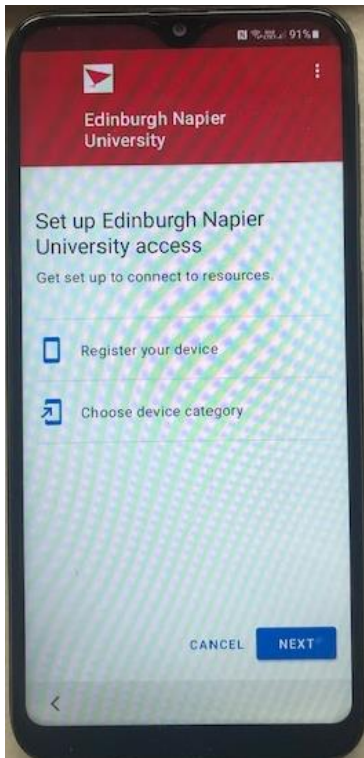 91%
Edinburgh Napier
University
Set up Edinburgh Napier
University access
Get set up to connect to resources.
Register your device
Choose device category
CANCEL NEXT